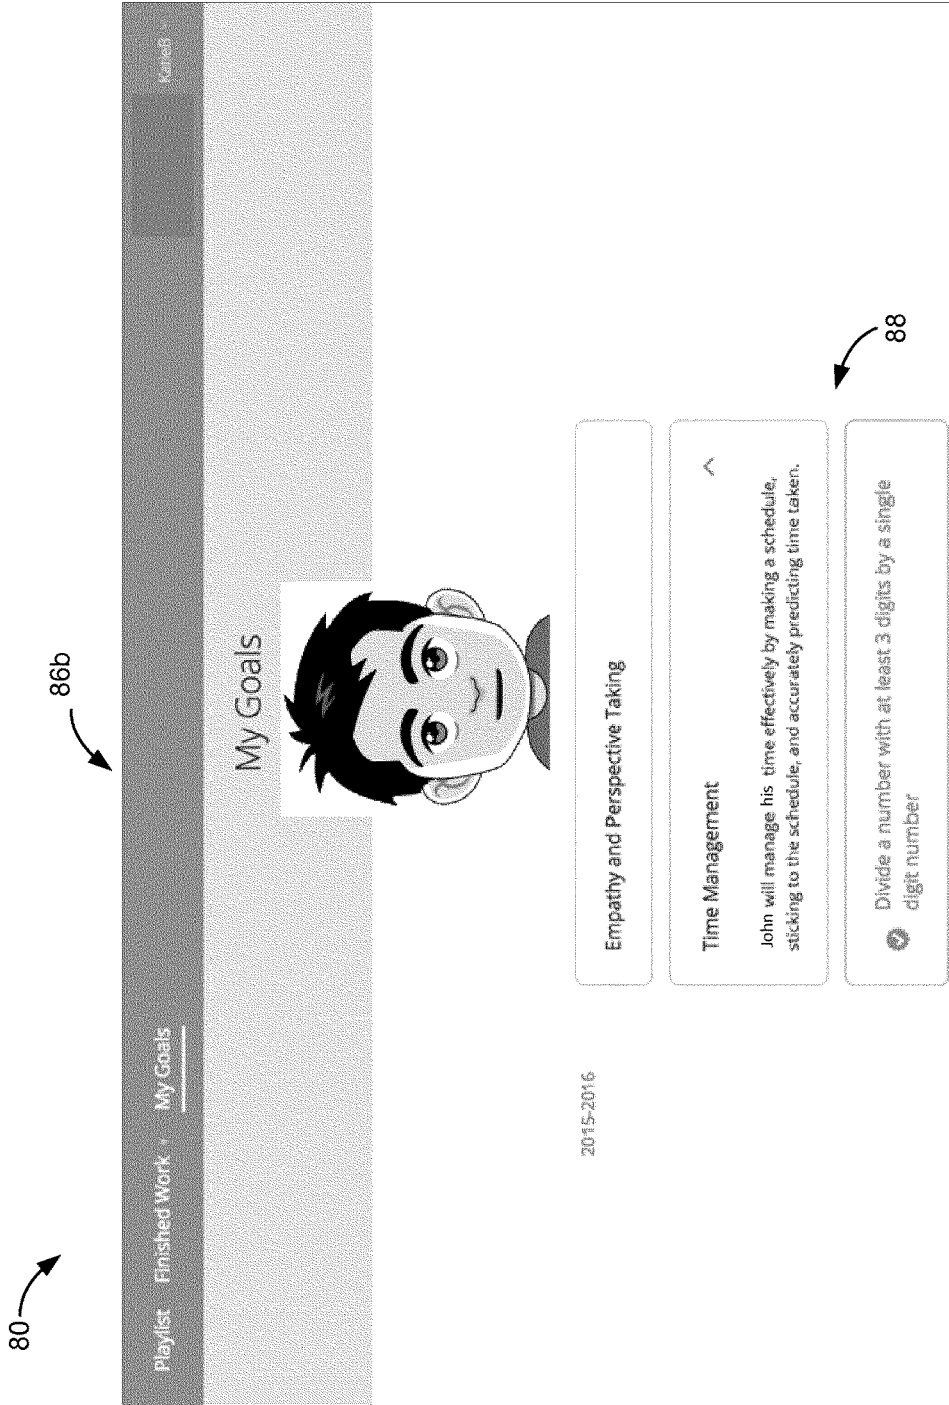 80
86b
Playlist Finished Work My Goals KarieB
My Goals
2015-2016
Empathy and Perspective Taking
Time Management
John will manage his time effectively by making a schedule,
sticking to the schedule, and accurately predicting time taken.
88
Divide a number with at least 3 digits by a single
digit number